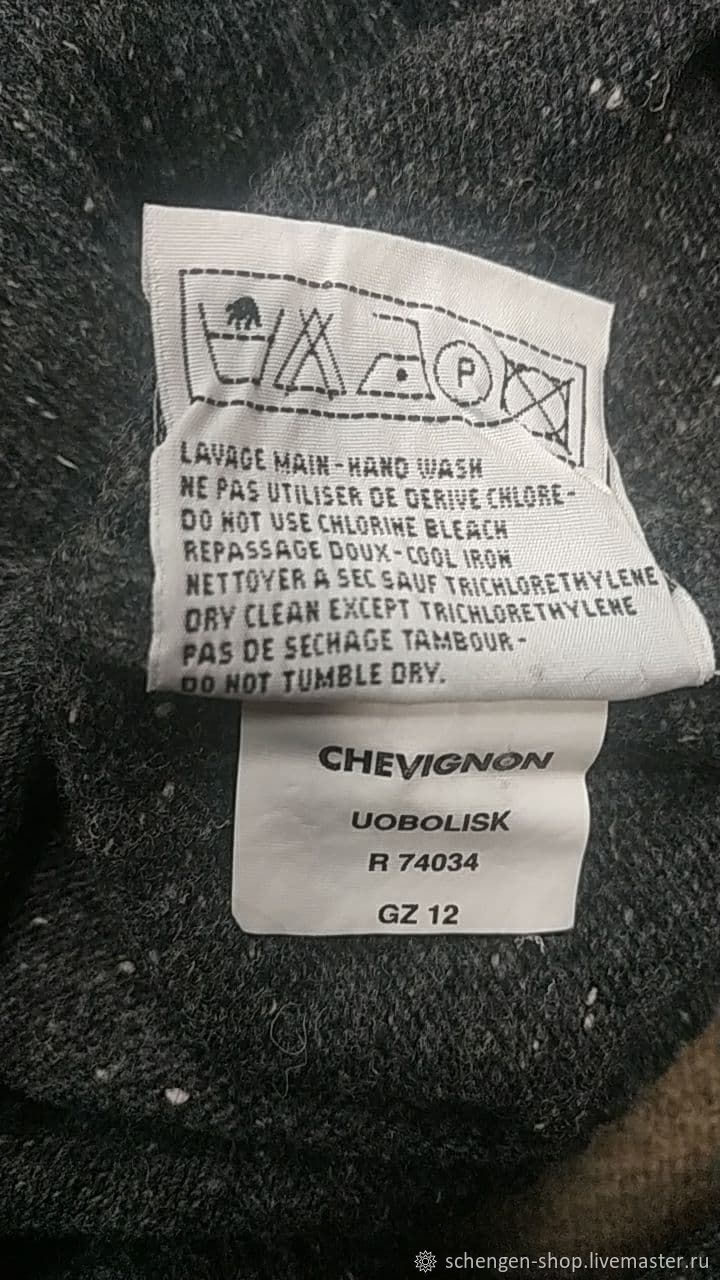 P
LAVAGE MAIN-HAND WASH
NE PAS UTILISER DE DERIVE CHLORE-
DO NOT USE CHLORINE BLEACH
REPASSAGE DOUX-COOL IRON
NETTOYER A SEC SAUF TRICHLORETHYLENE
DRY CLEAN EXCEPT TRICHLORETHYLENE
PAS DE SECHAGE TAMBOUR-
DO NOT TUMBLE DRY.
CHEVIGNON
UOBOLISK
R 74034
GZ 12
schengen-shop.livemaster.ru